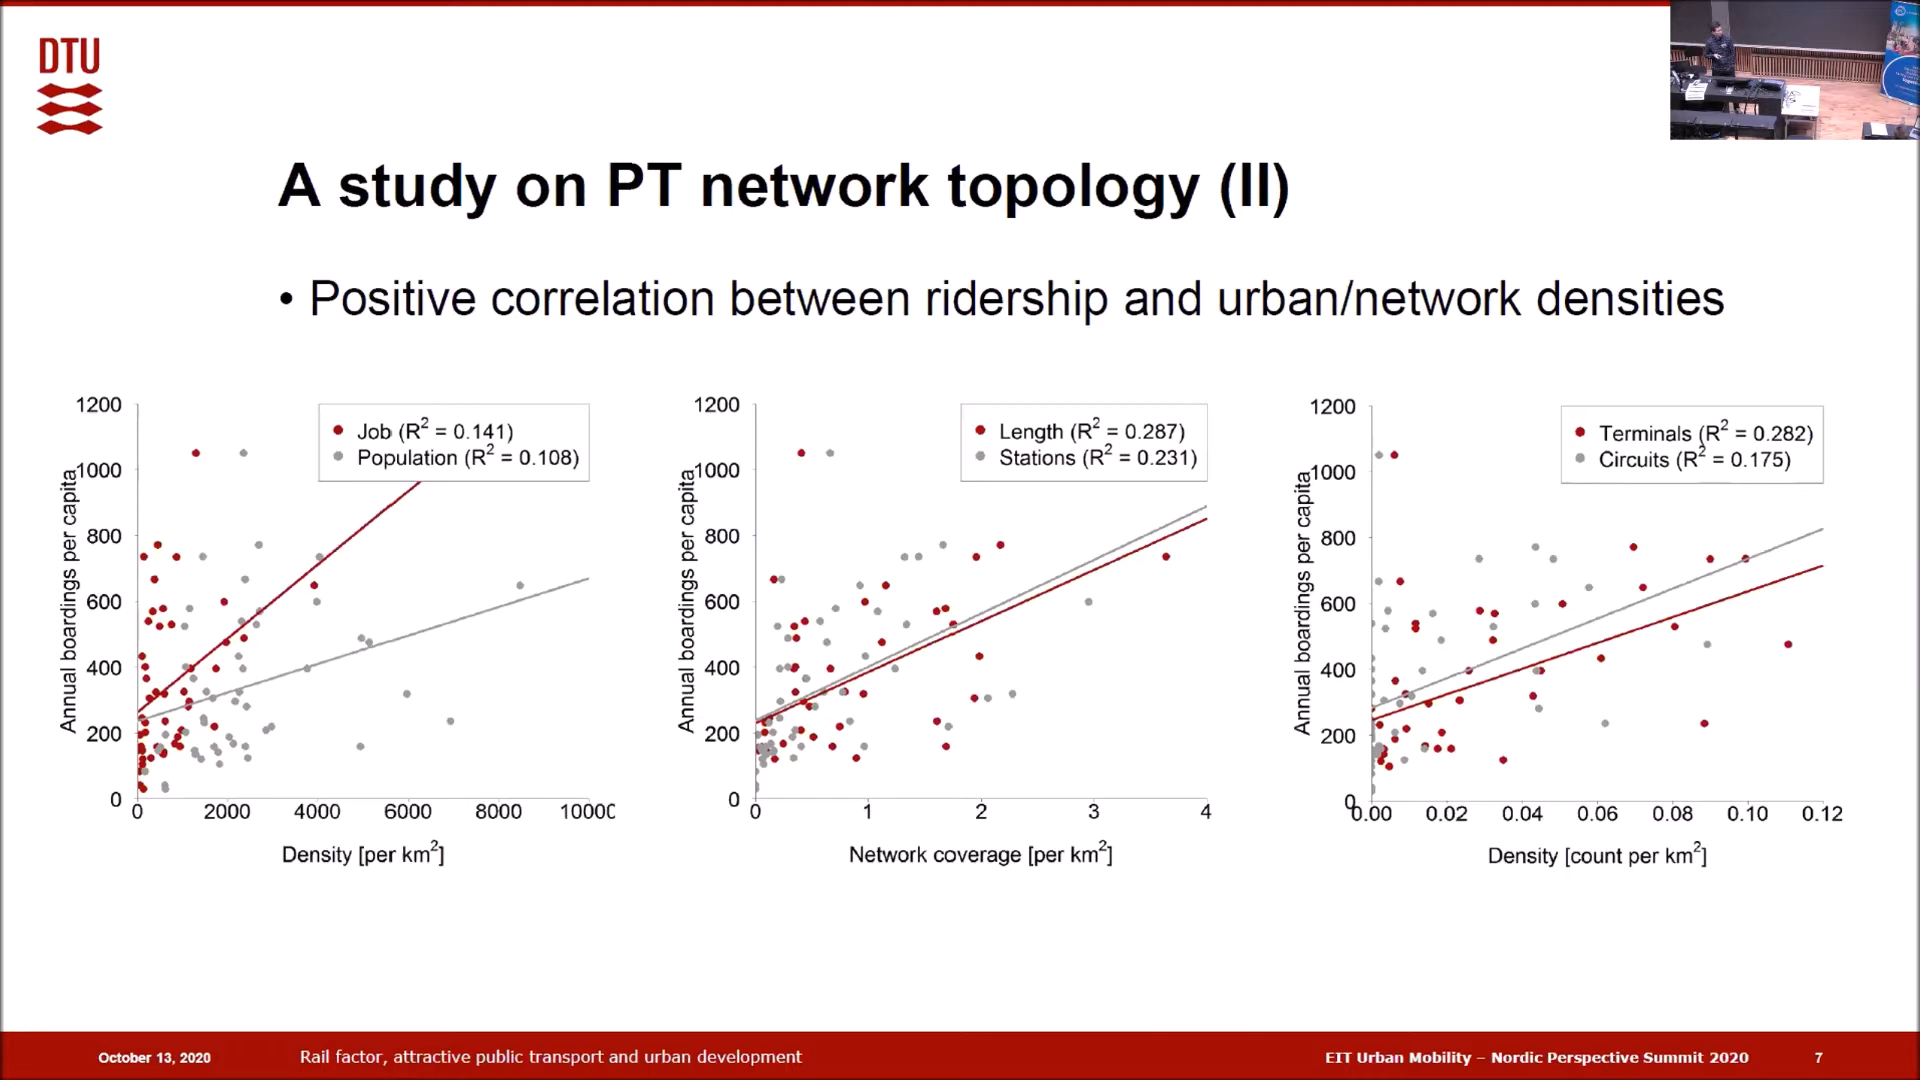 DTU
A study on PT network topology (II)
• Positive correlation between ridership and urban/network densities
Annual boardings per capita
1200
1000
800
600
400
200
0
Job (R² = 0.141)
Population (R² = 0.108)
0 2000 4000 6000 8000 1000C
Density [per km²]
Annual boardings per capita
1200
1000
800
600
400
200
0
Length (R² = 0.287)
Stations (R² = 0.231)
0 1 2 3 4
Network coverage [per km²]
Annual boardings per capita
1200
1000
800
600
400
200
0
Terminals (R² = 0.282)
Circuits (R² = 0.175)
0.00 0.02 0.04 0.06 0.08 0.10 0.12
Density [count per km²]
October 13, 2020 Rail factor, attractive public transport and urban development EIT Urban Mobility – Nordic Perspective Summit 2020 7